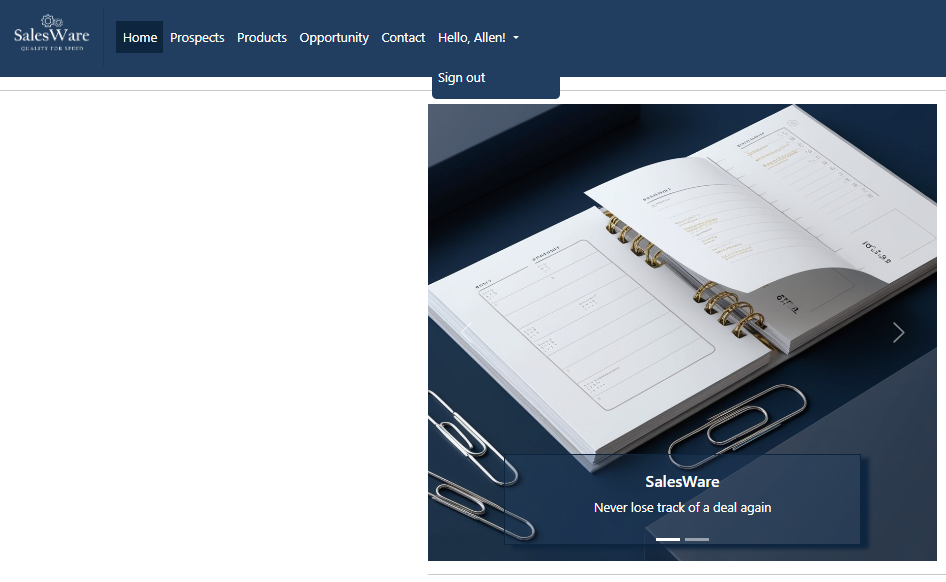 SalesWare
QUALITY FOR SPEED
Home Prospects Products Opportunity Contact Hello, Allen!
Sign out
SalesWare
Never lose track of a deal again